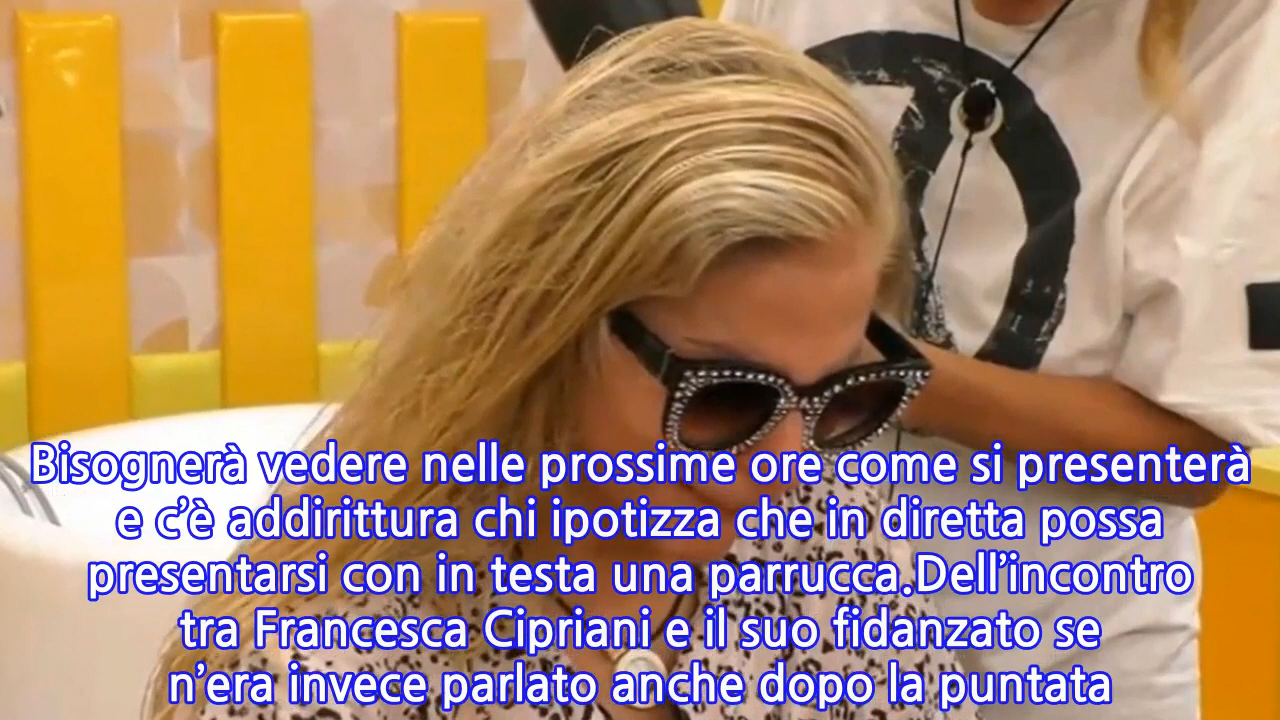 Bisognerà vedere nelle prossime ore come si presenterà
e c'è addirittura chi ipotizza che in diretta possa
presentarsi con in testa una parrucca.Dell'incontro
tra Francesca Cipriani e il suo fidanzato se
n'era invece parlato anche dopo la puntata